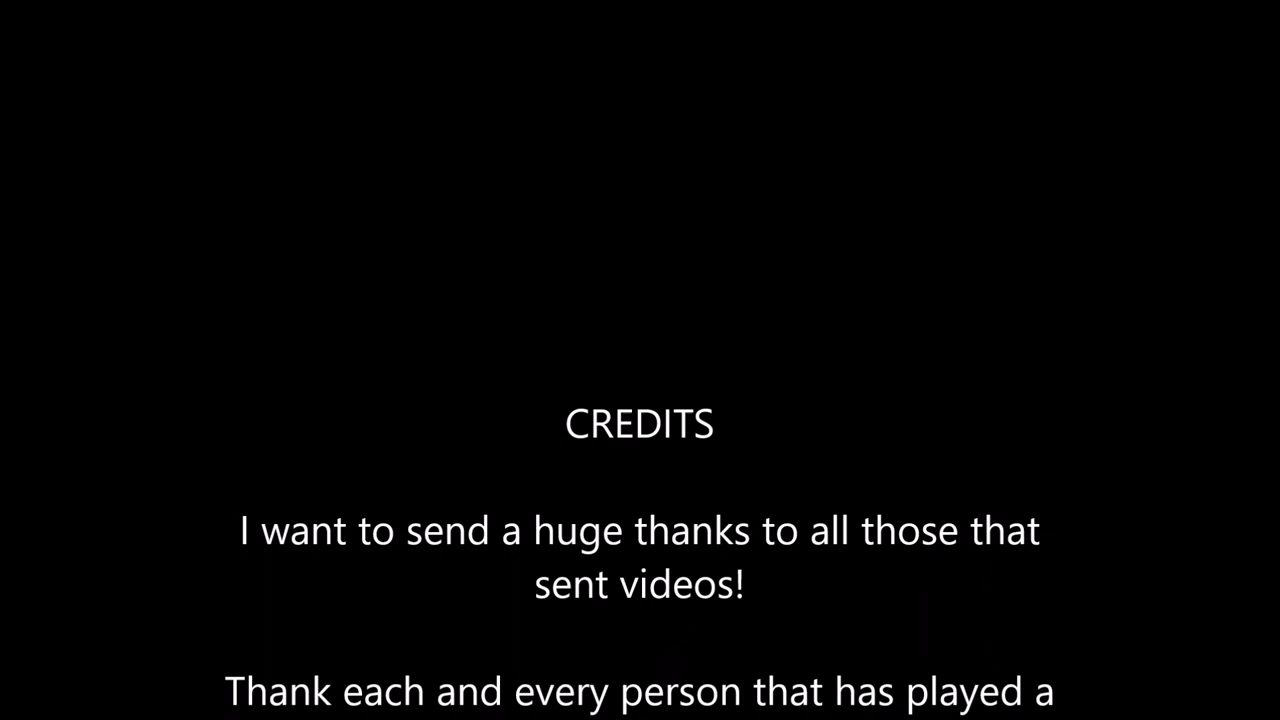 CREDITS
I want to send a huge thanks to all those that
sent videos!
Thank each and every person that has played a